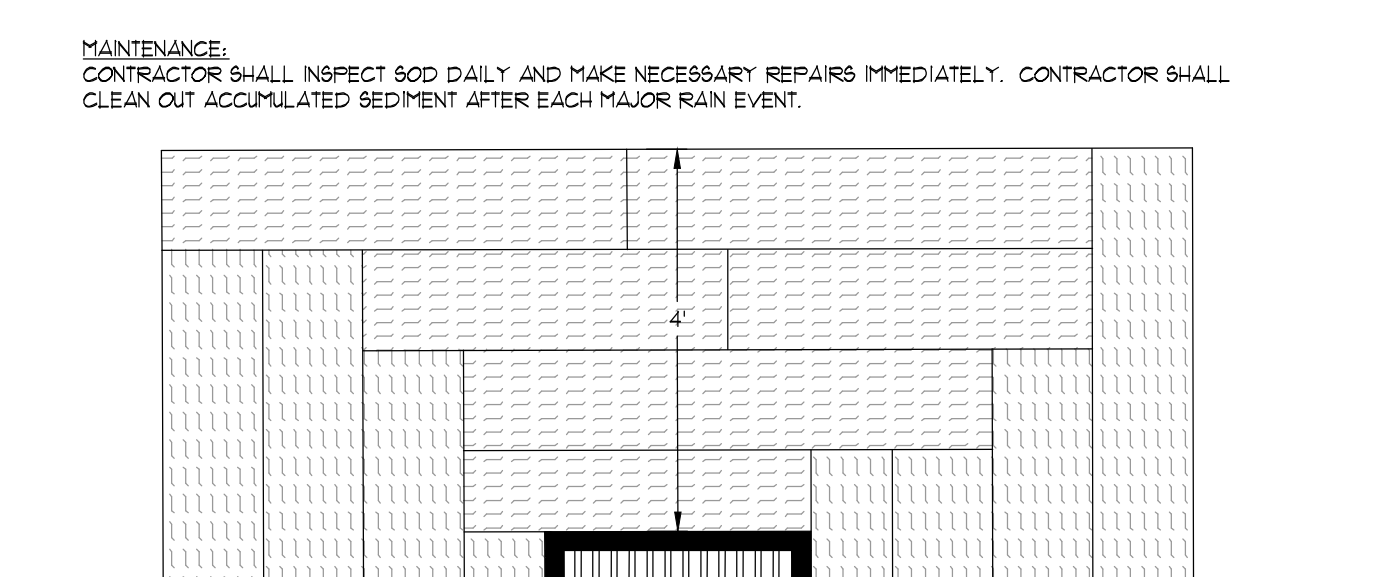 MAINTENANCE:
CONTRACTOR SHALL INSPECT SOD DAILY AND MAKE NECESSARY REPAIRS IMMEDIATELY. CONTRACTOR SHALL
CLEAN OUT ACCUMULATED SEDIMENT AFTER EACH MAJOR RAIN EVENT.
4'